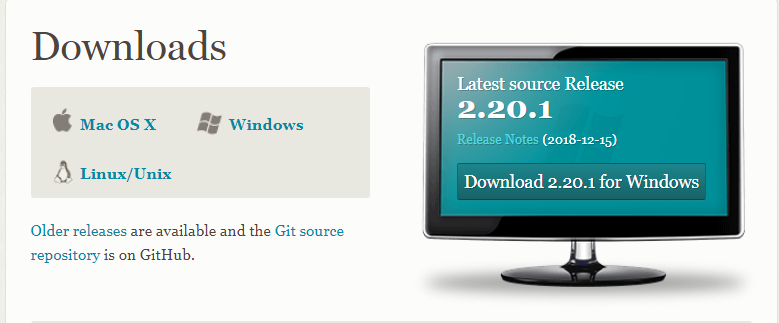 Downloads
Mac OS X
Windows
Linux/Unix
Older releases are available and the Git source
repository is on GitHub.
Latest source Release
2.20.1
Release Notes (2018-12-15)
Download 2.20.1 for Windows